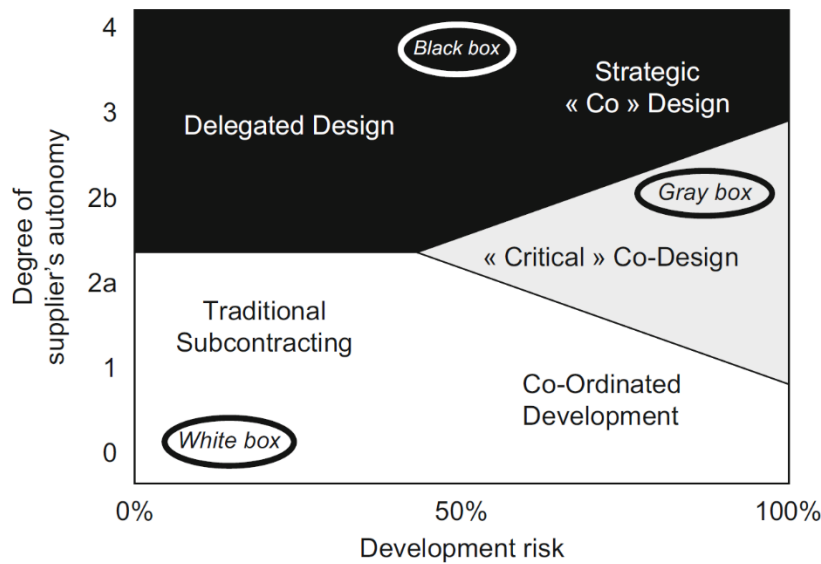 4
Black box
Strategic
« Co » Design
3
Delegated Design
Degree of
supplier's autonomy
2b
Gray box
« Critical » Co-Design
2a
Traditional
Subcontracting
1
Co-Ordinated
Development
White box
0
0%
50%
100%
Development risk